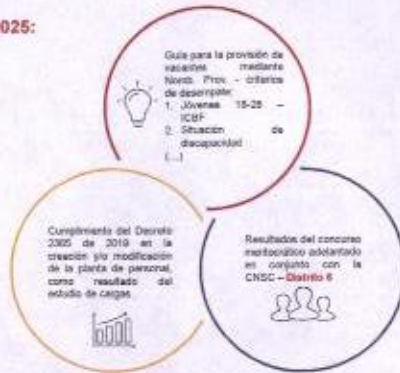 025:
Guía para la provisión de
vacantes mediante
Nomb. Prov. - criterios
de desempate:
1. Jóvenes 18-28 –
ICBF
2. Situación de
discapacidad
(...)
Cumplimiento del Decreto
2365 de 2019 en la
creación y/o modificación
de la planta de personal,
como resultado del
estudio de cargas.
Resultados del concurso
meritocrático adelantado
en conjunto con la
CNSC – Distrito 6